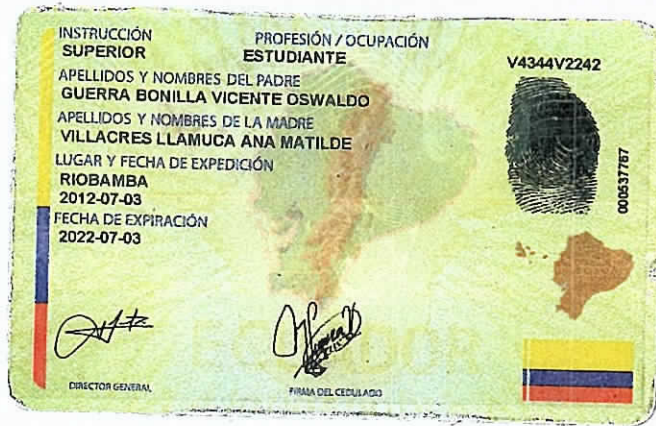 INSTRUCCIÓN
SUPERIOR
PROFESIÓN / OCUPACIÓN
ESTUDIANTE
V4344V2242
APELLIDOS Y NOMBRES DEL PADRE
GUERRA BONILLA VICENTE OSWALDO
APELLIDOS Y NOMBRES DE LA MADRE
VILLACRES LLAMUCA ANA MATILDE
LUGAR Y FECHA DE EXPEDICIÓN
RIOBAMBA
2012-07-03
FECHA DE EXPIRACIÓN
2022-07-03
000537767
DIRECTOR GENERAL
FIRMA DEL CEDULADO